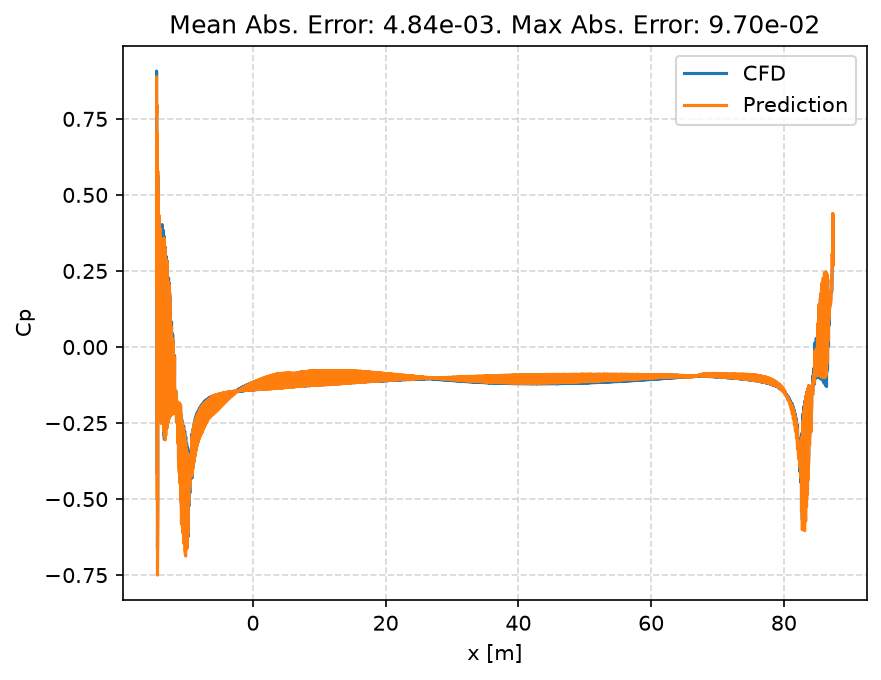 Mean Abs. Error: 4.84e-03. Max Abs. Error: 9.70e-02
CFD
Prediction
0.75
0.50
0.25
0.00
−0.25
−0.50
−0.75
Cp
0
20
40
60
80
x [m]